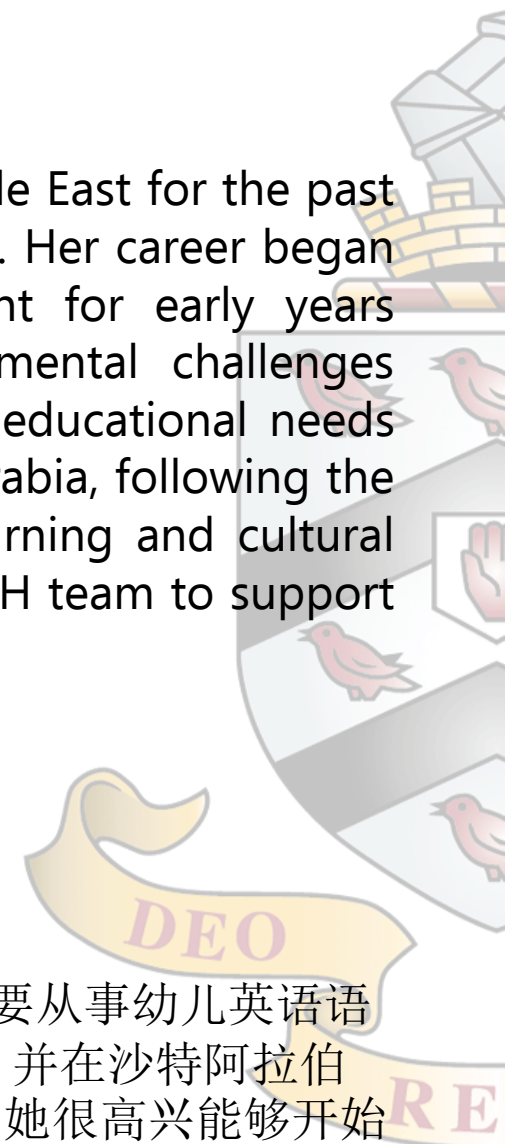 le East for the past
. Her career began
nt for early years
mental challenges
educational needs
rabia, following the
rning and cultural
H team to support
DEO
要从事幼儿英语语
并在沙特阿拉伯
她很高兴能够开始
RE